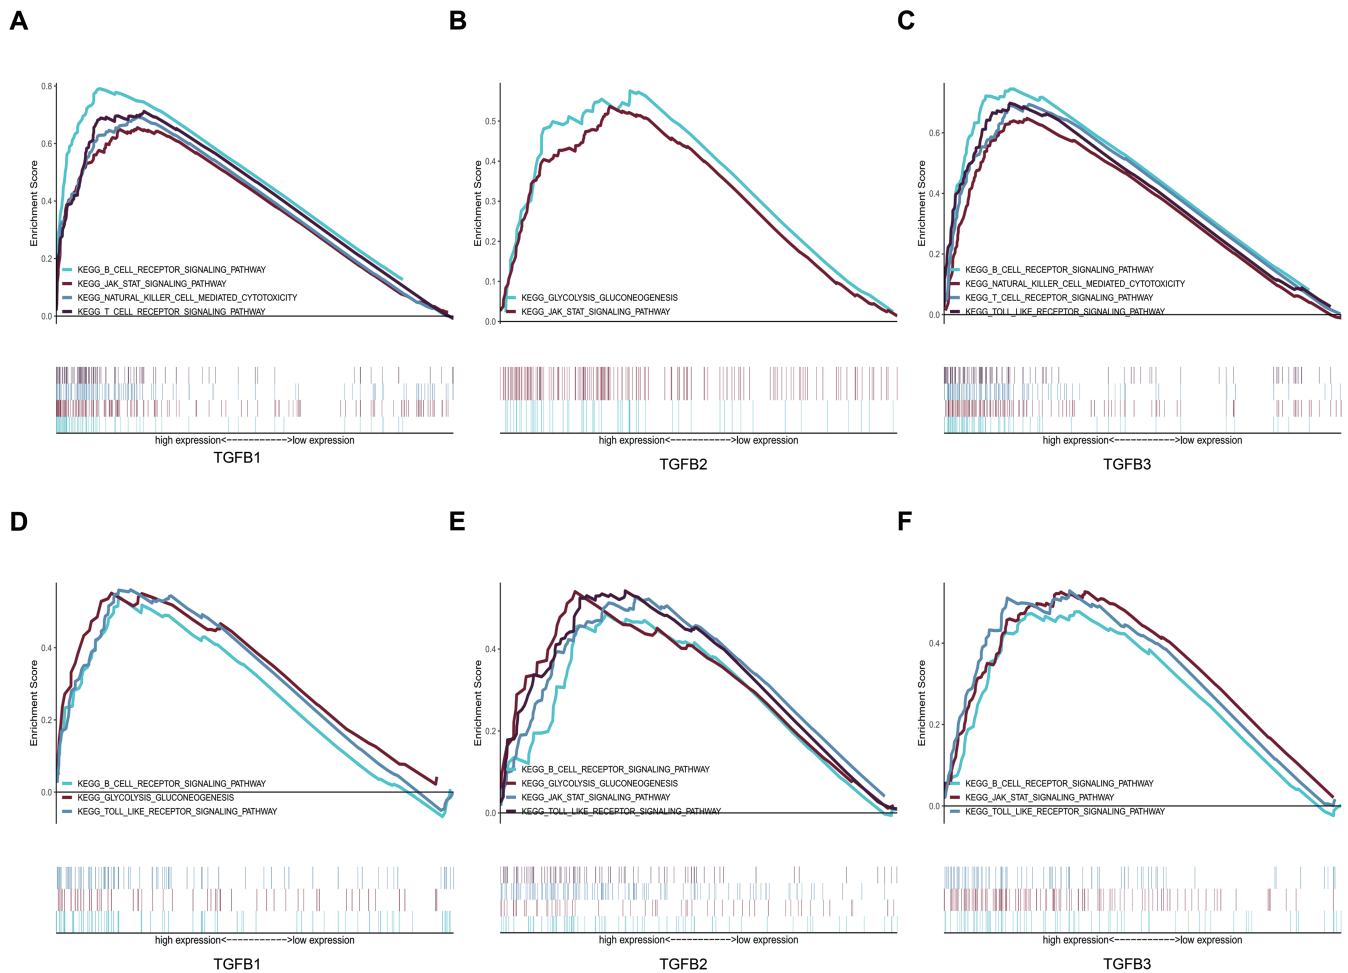 A
B
C
0.8
0.6
0.4
0.2
0.0
Enrichment Score
KEGG_B_CELL_RECEPTOR_SIGNALING_PATHWAY
KEGG_JAK_STAT_SIGNALING_PATHWAY
KEGG_NATURAL_KILLER_CELL_MEDIATED_CYTOTOXICITY
KEGG_T_CELL_RECEPTOR_SIGNALING_PATHWAY
high expression<----------->low expression
TGFB1
0.5
0.4
0.3
0.2
0.1
0.0
Enrichment Score
KEGG_GLYCOLYSIS_GLUCONEOGENESIS
KEGG_JAK_STAT_SIGNALING_PATHWAY
high expression<----------->low expression
TGFB2
0.6
0.4
0.2
0.0
Enrichment Score
KEGG_B_CELL_RECEPTOR_SIGNALING_PATHWAY
KEGG_NATURAL_KILLER_CELL_MEDIATED_CYTOTOXICITY
KEGG_T_CELL_RECEPTOR_SIGNALING_PATHWAY
KEGG_TOLL_LIKE_RECEPTOR_SIGNALING_PATHWAY
high expression<----------->low expression
TGFB3
D
E
F
0.4
0.2
0.0
Enrichment Score
KEGG_B_CELL_RECEPTOR_SIGNALING_PATHWAY
KEGG_GLYCOLYSIS_GLUCONEOGENESIS
KEGG_TOLL_LIKE_RECEPTOR_SIGNALING_PATHWAY
high expression<----------->low expression
TGFB1
0.4
0.2
0.0
Enrichment Score
KEGG_B_CELL_RECEPTOR_SIGNALING_PATHWAY
KEGG_GLYCOLYSIS_GLUCONEOGENESIS
KEGG_JAK_STAT_SIGNALING_PATHWAY
KEGG_TOLL_LIKE_RECEPTOR_SIGNALING_PATHWAY
high expression<----------->low expression
TGFB2
0.4
0.2
0.0
Enrichment Score
KEGG_B_CELL_RECEPTOR_SIGNALING_PATHWAY
KEGG_JAK_STAT_SIGNALING_PATHWAY
KEGG_TOLL_LIKE_RECEPTOR_SIGNALING_PATHWAY
high expression<----------->low expression
TGFB3